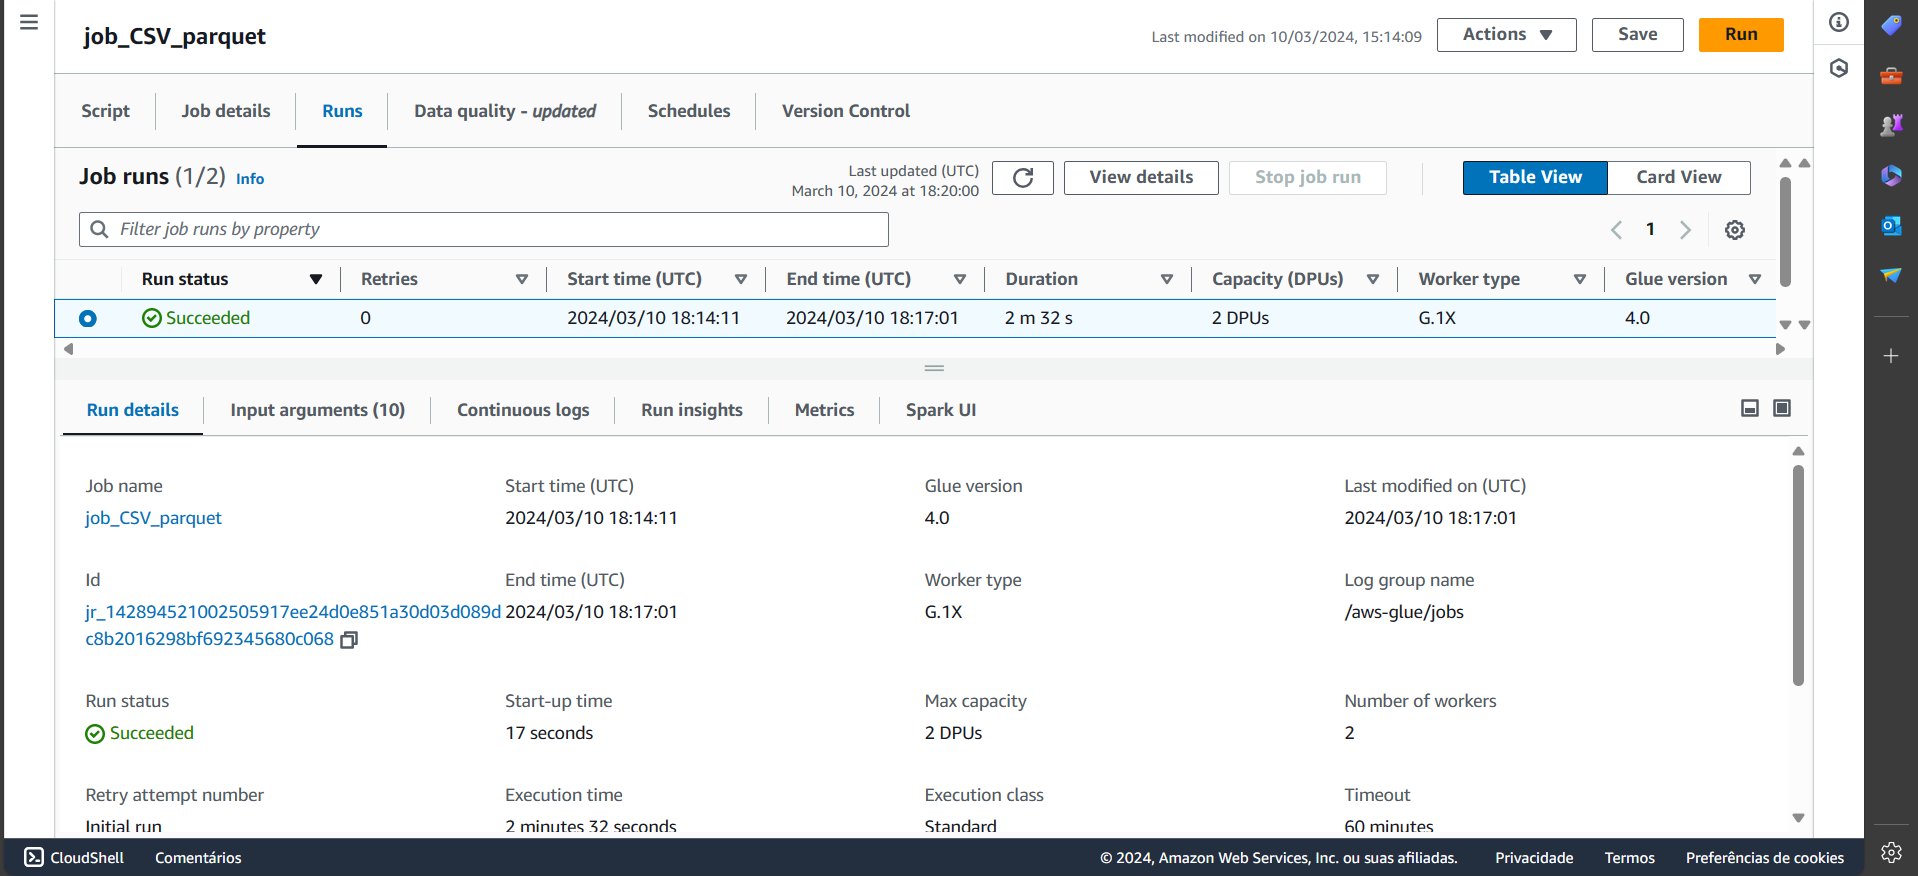 job_CSV_parquet
Last modified on 10/03/2024, 15:14:09
Actions
Save
Run
Script
Job details
Runs
Data quality - updated
Schedules
Version Control
Job runs (1/2) Info
Last updated (UTC)
March 10, 2024 at 18:20:00
View details
Stop job run
Table View
Card View
Filter job runs by property
1
Run status
Retries
Start time (UTC)
End time (UTC)
Duration
Capacity (DPUs)
Worker type
Glue version
Succeeded
0
2024/03/10 18:14:11
2024/03/10 18:17:01
2 m 32 s
2 DPUs
G.1X
4.0
Run details
Input arguments (10)
Continuous logs
Run insights
Metrics
Spark UI
Job name
Start time (UTC)
Glue version
Last modified on (UTC)
job_CSV_parquet
2024/03/10 18:14:11
4.0
2024/03/10 18:17:01
Id
End time (UTC)
Worker type
Log group name
jr_142894521002505917ee24d0e851a30d03d089d
c8b2016298bf692345680c068
2024/03/10 18:17:01
G.1X
/aws-glue/jobs
Run status
Start-up time
Max capacity
Number of workers
Succeeded
17 seconds
2 DPUs
2
Retry attempt number
Execution time
Execution class
Timeout
Initial run
2 minutes 32 seconds
Standard
60 minutes
CloudShell
Comentários
© 2024, Amazon Web Services, Inc. ou suas afiliadas.
Privacidade
Termos
Preferências de cookies